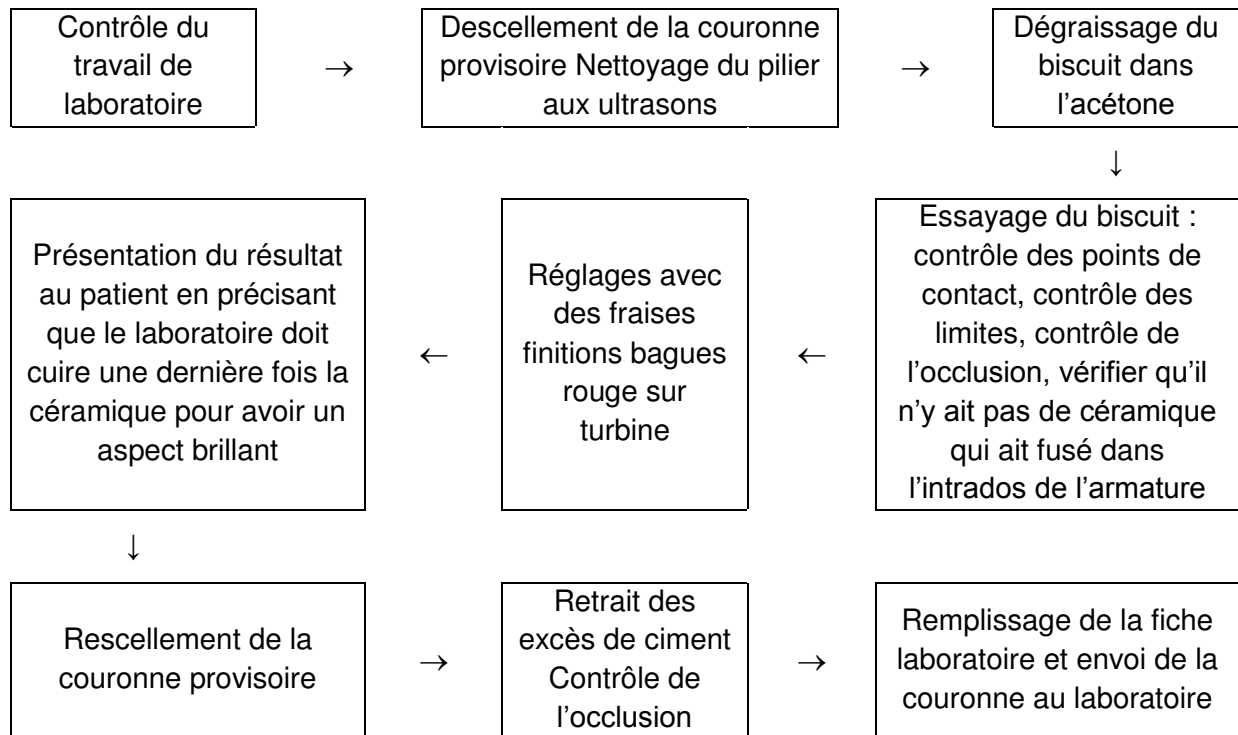 Contrôle du
travail de
laboratoire
→
Descellement de la couronne
provisoire Nettoyage du pilier
aux ultrasons
→
Dégraissage du
biscuit dans
l'acétone
↓
Essayage du biscuit :
contrôle des points de
contact, contrôle des
limites, contrôle de
l'occlusion, vérifier qu'il
n'y ait pas de céramique
qui ait fusé dans
l'intrados de l'armature
←
Réglages avec
des fraises
finitions bagues
rouge sur
turbine
←
Présentation du résultat
au patient en précisant
que le laboratoire doit
cuire une dernière fois la
céramique pour avoir un
aspect brillant
↓
Rescellement de la
couronne provisoire
→
Retrait des
excès de ciment
Contrôle de
l'occlusion
→
Remplissage de la fiche
laboratoire et envoi de la
couronne au laboratoire